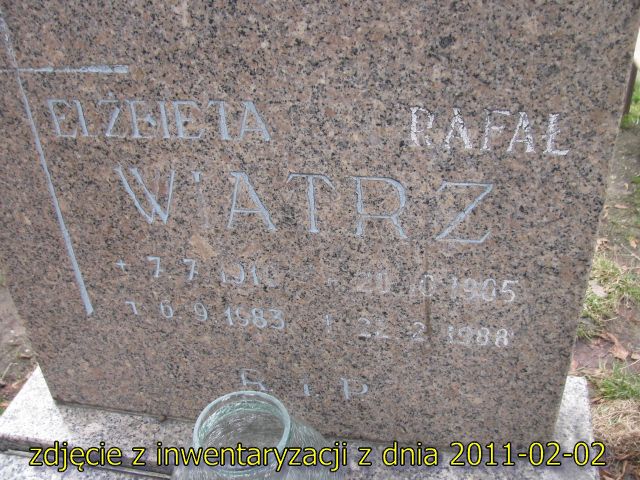 ELŻBIETA RAFAŁ
WIATRZ
7.7 20.10.1905
6.9.1983 22.2.1988
R.I.P.
zdjęcie z inwentaryzacji z dnia 2011-02-02